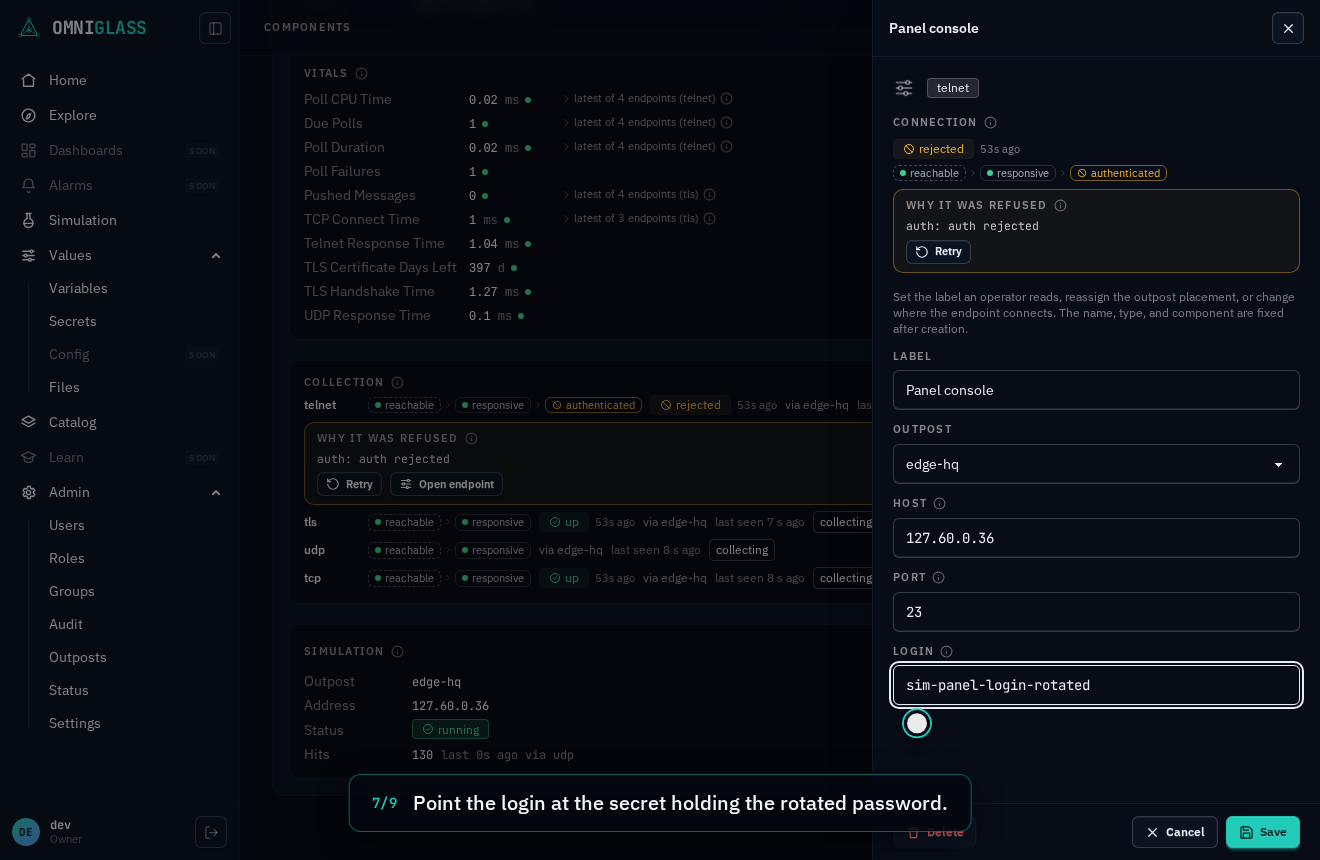 OMNIGLASS
Home
Explore
Dashboards SOON
Alarms SOON
Simulation
Values
Variables
Secrets
Config SOON
Files
Catalog
Learn SOON
Admin
Users
Roles
Groups
Audit
Outposts
Status
Settings
DE dev
Owner
COMPONENTS
VITALS
Poll CPU Time 0.02 ms latest of 4 endpoints (telnet)
Due Polls 1 latest of 4 endpoints (telnet)
Poll Duration 0.02 ms latest of 4 endpoints (telnet)
Poll Failures 1
Pushed Messages 0 latest of 4 endpoints (tls)
TCP Connect Time 1 ms latest of 3 endpoints (tls)
Telnet Response Time 1.04 ms
TLS Certificate Days Left 397 d
TLS Handshake Time 1.27 ms
UDP Response Time 0.1 ms
COLLECTION
telnet reachable responsive authenticated rejected 53s ago via edge-hq las
WHY IT WAS REFUSED
auth: auth rejected
Retry Open endpoint
tls reachable responsive up 53s ago via edge-hq last seen 7 s ago collecting
udp reachable responsive via edge-hq last seen 8 s ago collecting
tcp reachable responsive up 53s ago via edge-hq last seen 8 s ago collecting
SIMULATION
Outpost edge-hq
Address 127.60.0.36
Status running
Hits 130 last 0s ago via udp
Panel console
telnet
CONNECTION
rejected 53s ago
reachable responsive authenticated
WHY IT WAS REFUSED
auth: auth rejected
Retry
Set the label an operator reads, reassign the outpost placement, or change
where the endpoint connects. The name, type, and component are fixed
after creation.
LABEL
Panel console
OUTPOST
edge-hq
HOST
127.60.0.36
PORT
23
LOGIN
sim-panel-login-rotated
7/9 Point the login at the secret holding the rotated password.
Delete Cancel Save